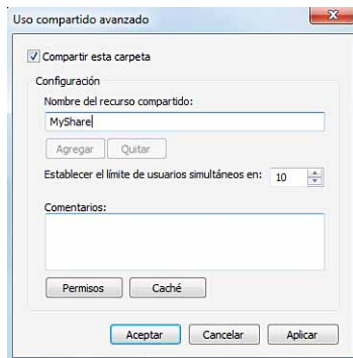 Uso compartido avanzado
Compartir esta carpeta
Configuración
Nombre del recurso compartido:
MyShare
Agregar Quitar
Establecer el límite de usuarios simultáneos en: 10
Comentarios:
Permisos Caché
Aceptar Cancelar Aplicar